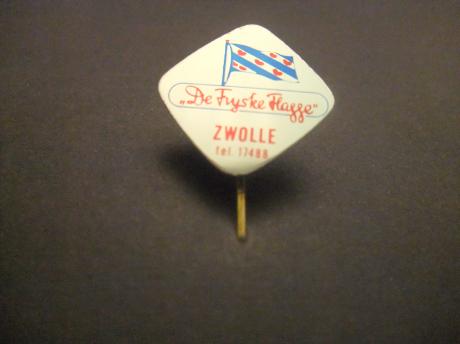 „De Fryske Flagge"
ZWOLLE
tel. 17488